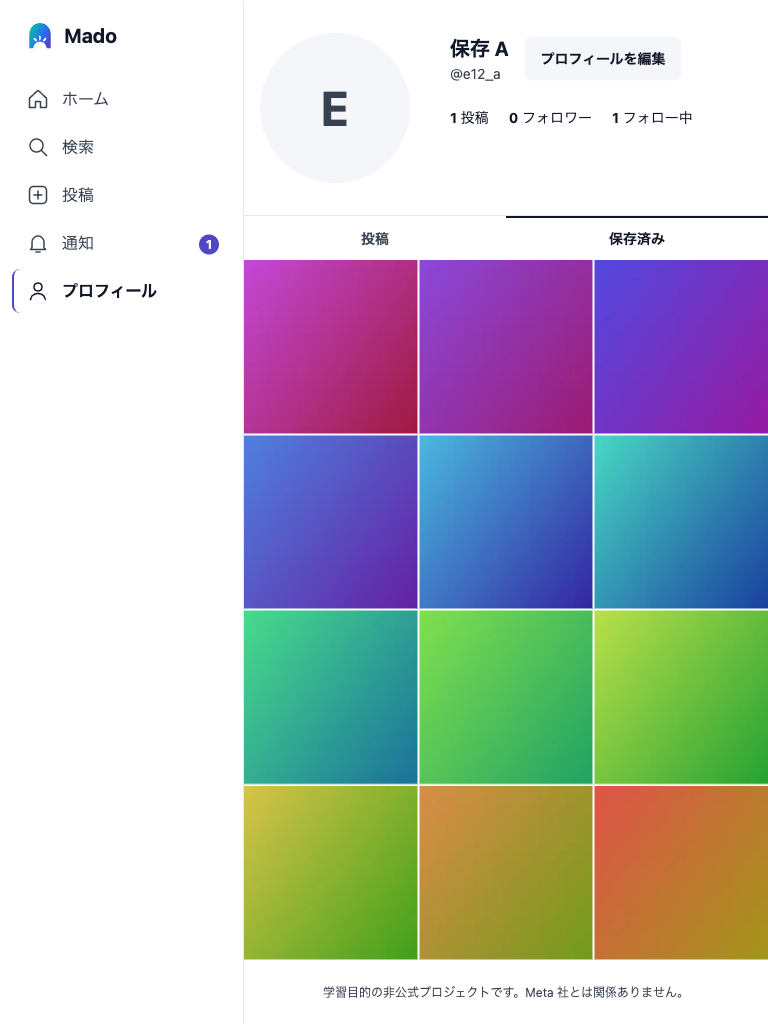 Mado
ホーム
検索
投稿
通知 1
プロフィール
E
保存 A
@e12_a
プロフィールを編集
1 投稿 0 フォロワー 1 フォロー中
投稿 保存済み
学習目的の非公式プロジェクトです。Meta 社とは関係ありません。